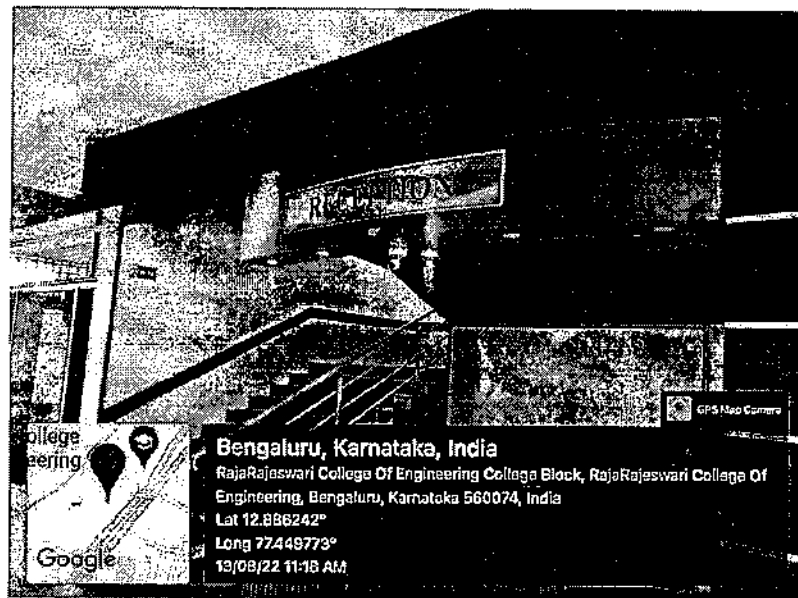 RECEPTION
GPS Map Camera
ollege
eering
Google
Bengaluru, Karnataka, India
RajaRajeswari College Of Engineering College Block, RajaRajeswari College Of
Engineering, Bengaluru, Karnataka 560074, India
Lat 12.886242°
Long 77.449773°
13/08/22 11:18 AM